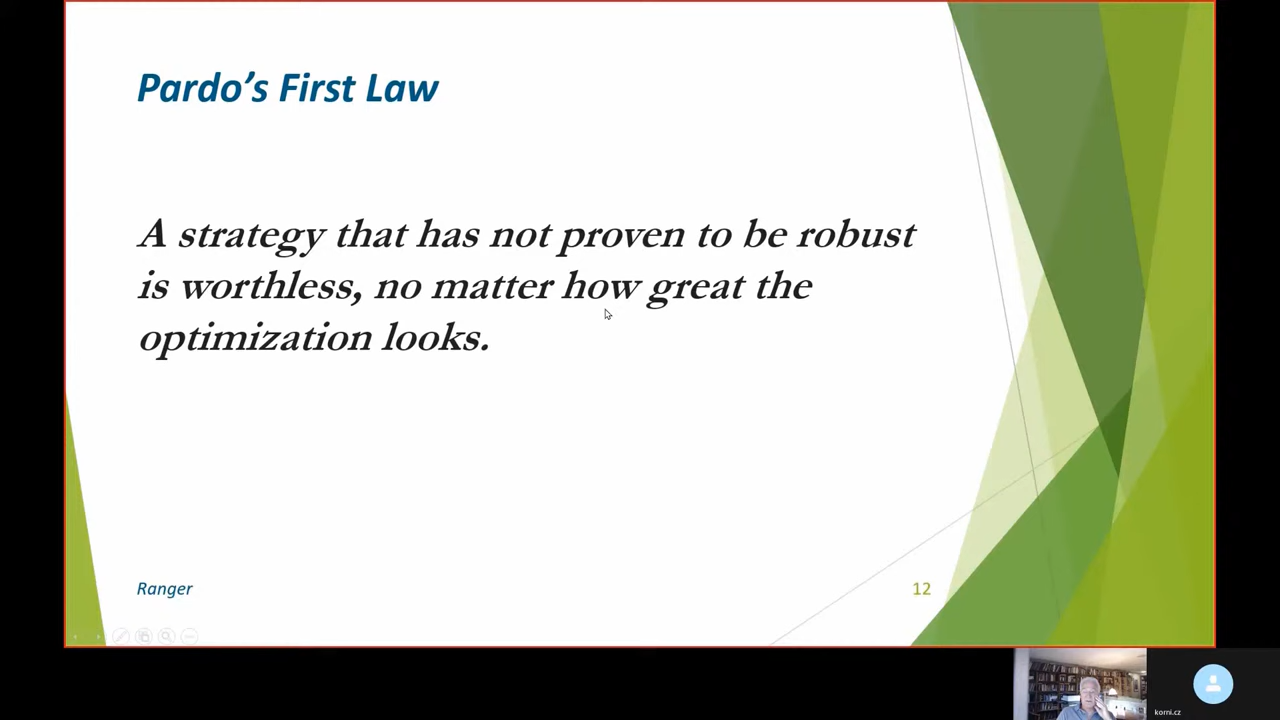 Pardo’s First Law
A strategy that has not proven to be robust
is worthless, no matter how great the
optimization looks.
Ranger
12
korni.cz